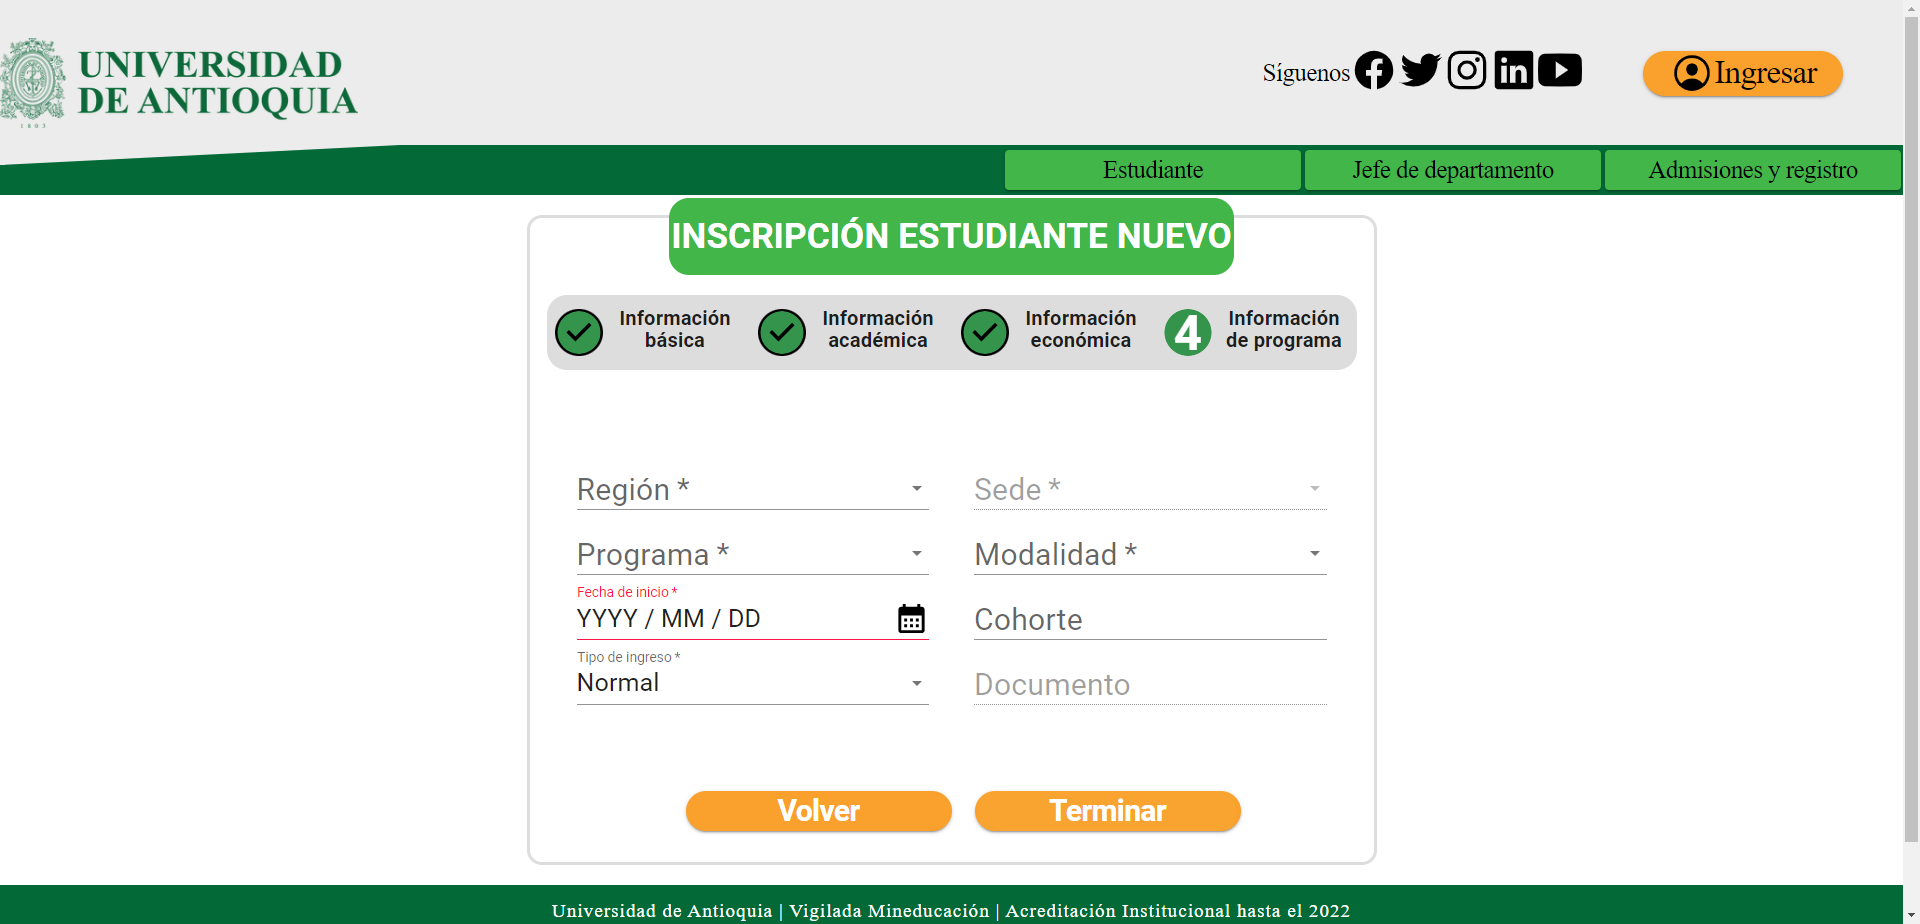 UNIVERSIDAD
DE ANTIOQUIA
1803
Síguenos
Ingresar
Estudiante
Jefe de departamento
Admisiones y registro
INSCRIPCIÓN ESTUDIANTE NUEVO
Información
básica
Información
académica
Información
económica
4
Información
de programa
Región *
Sede *
Programa *
Modalidad *
Fecha de inicio *
YYYY / MM / DD
Cohorte
Tipo de ingreso *
Normal
Documento
Volver
Terminar
Universidad de Antioquia | Vigilada Mineducación | Acreditación Institucional hasta el 2022